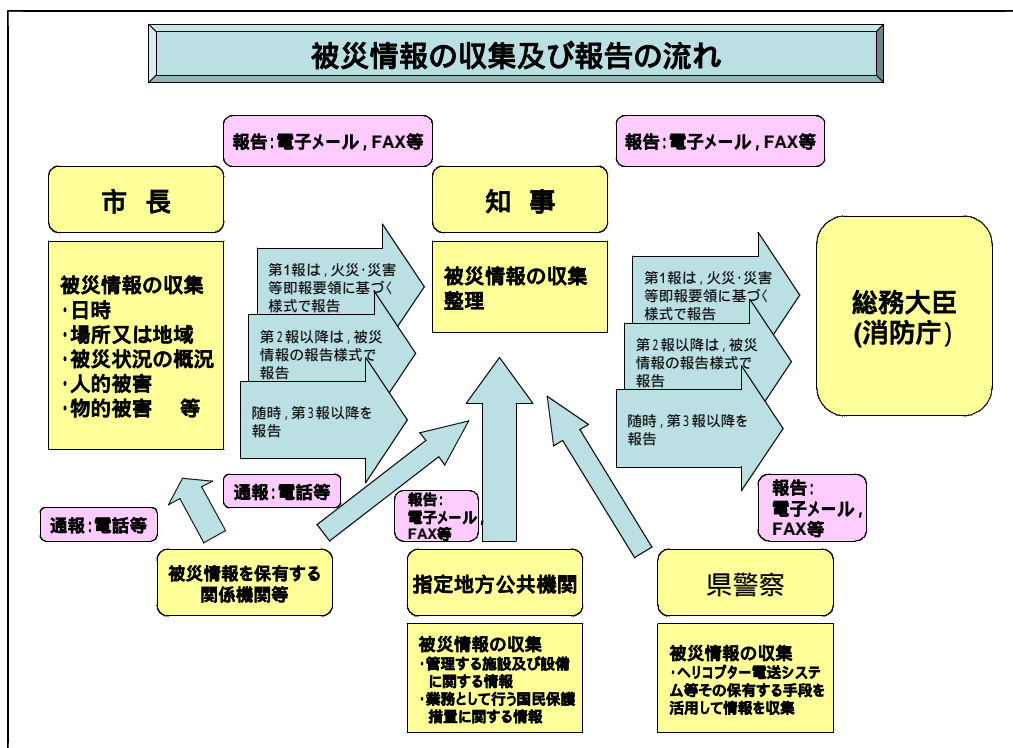 被災情報の収集及び報告の流れ
報告:電子メール,FAX等
報告:電子メール,FAX等
市 長
知 事
被災情報の収集
・日時
・場所又は地域
・被災状況の概況
・人的被害
・物的被害 等
第1報は,火災・災害
等即報要領に基づく
様式で報告
第2報以降は,被災
情報の報告様式で
報告
随時,第3報以降を
報告
被災情報の収集
整理
第1報は,火災・災害
等即報要領に基づく
様式で報告
第2報以降は,被災
情報の報告様式で
報告
随時,第3報以降を
報告
総務大臣
(消防庁)
通報:電話等
通報:電話等
報告:
電子メール,
FAX等
報告:
電子メール,
FAX等
被災情報を保有する
関係機関等
指定地方公共機関
県警察
被災情報の収集
・管理する施設及び設備
に関する情報
・業務として行う国民保護
措置に関する情報
被災情報の収集
・ヘリコプター電送システ
ム等その保有する手段を
活用して情報を収集